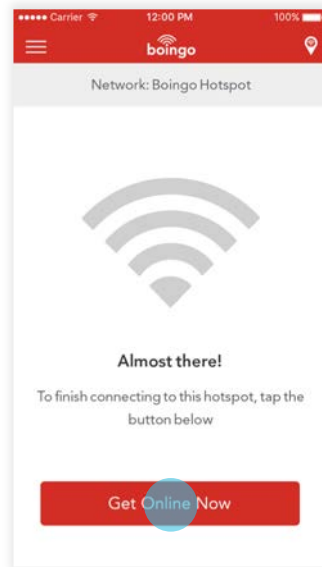 Carrier 12:00 PM 100%
boingo
Network: Boingo Hotspot
Almost there!
To finish connecting to this hotspot, tap the
button below
Get Online Now